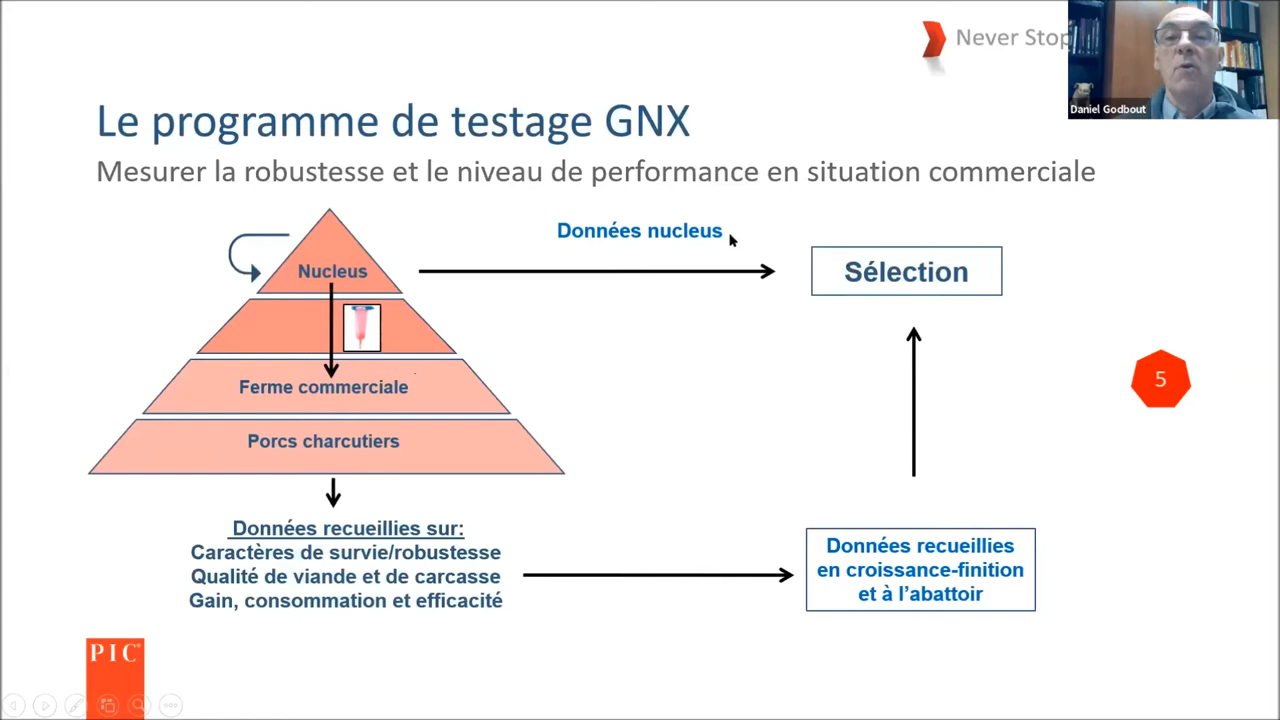 Never Stop
Daniel Godbout
Le programme de testage GNX
Mesurer la robustesse et le niveau de performance en situation commerciale
Données nucleus
Nucleus
Sélection
Ferme commerciale
5
Porcs charcutiers
Données recueillies sur:
Caractères de survie/robustesse
Qualité de viande et de carcasse
Gain, consommation et efficacité
Données recueillies
en croissance-finition
et à l'abattoir
PIC